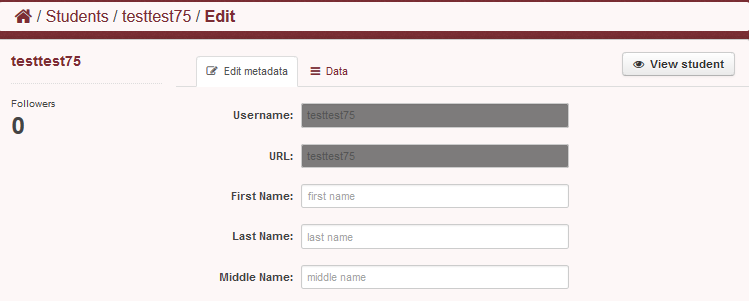 / Students / testtest75 / Edit
testtest75
Followers
0
Edit metadata
Data
View student
Username: testtest75
URL: testtest75
First Name: first name
Last Name: last name
Middle Name: middle name